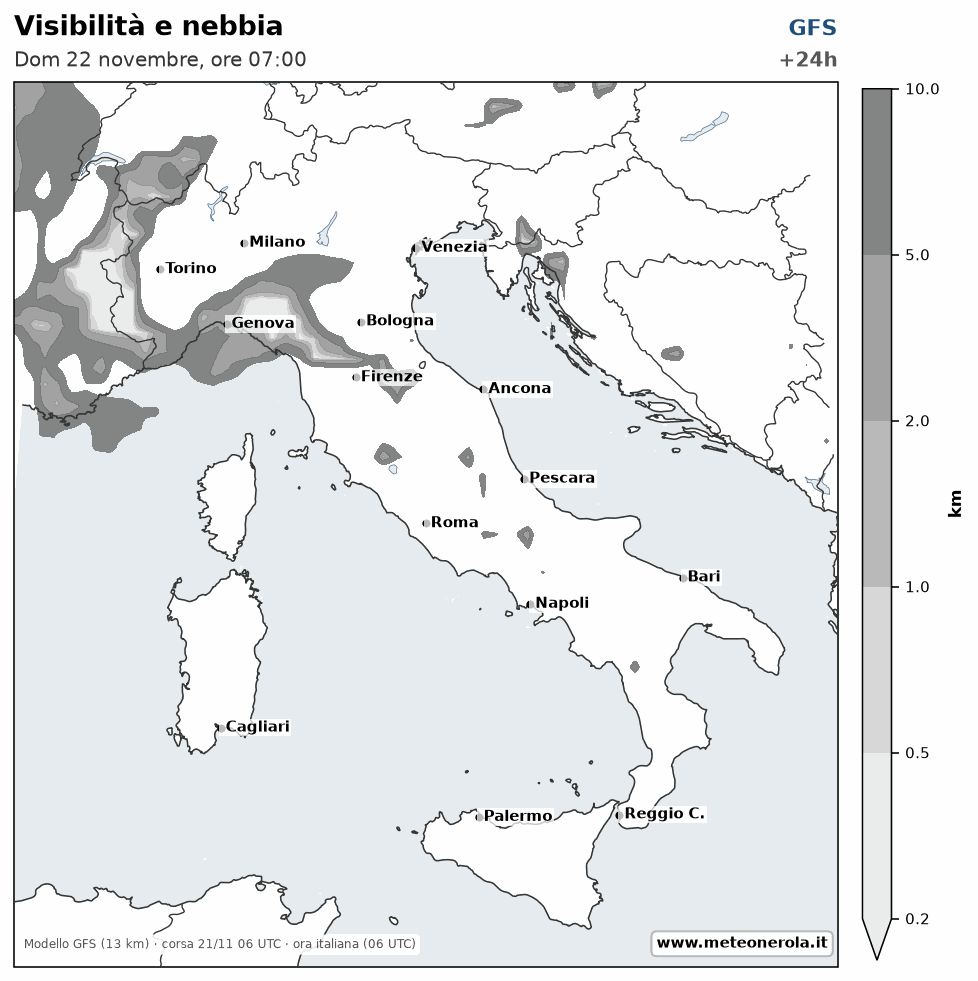 Visibilità e nebbia
GFS
Dom 22 novembre, ore 07:00
+24h
10.0
5.0
2.0
1.0
0.5
0.2
km
Milano
Venezia
Torino
Genova
Bologna
Firenze
Ancona
Pescara
Roma
Bari
Napoli
Cagliari
Palermo
Reggio C.
Modello GFS (13 km) · corsa 21/11 06 UTC · ora italiana (06 UTC)
www.meteonerola.it